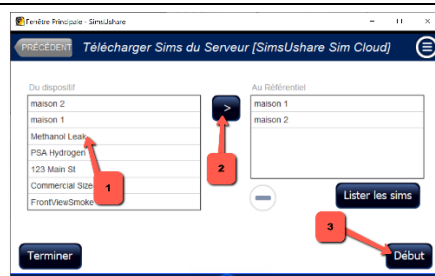 Fenêtre Principale - SimsUshare
PRÉCÉDENT Télécharger Sims du Serveur [SimsUshare Sim Cloud]
Du dispositif
Au Référentiel
maison 2
maison 1
Methanol Leak
PSA Hydrogen
123 Main St
Commercial Size
FrontViewSmoke
>
maison 1
maison 2
1
2
3
Lister les sims
Terminer
Début